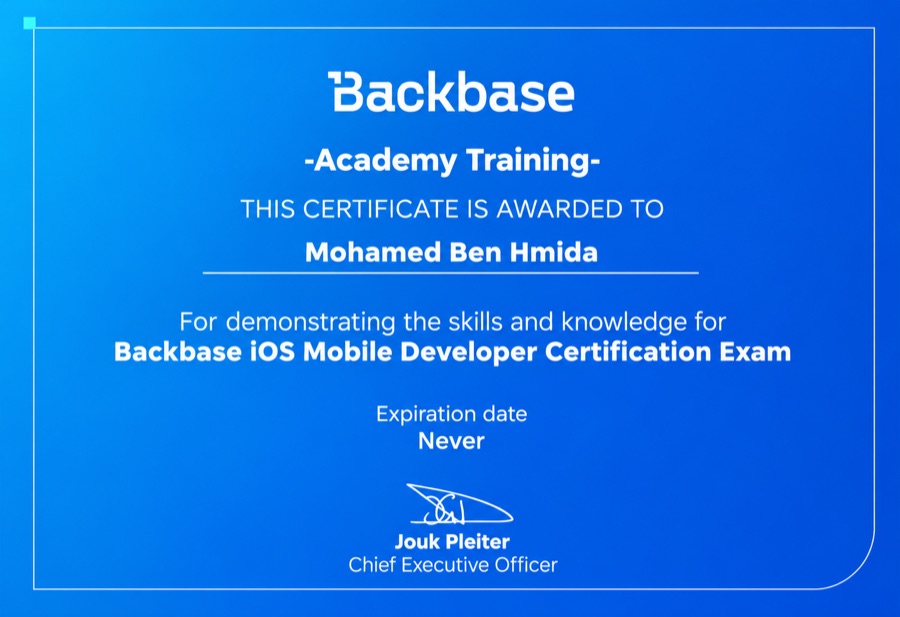 Backbase
-Academy Training-
THIS CERTIFICATE IS AWARDED TO
Mohamed Ben Hmida
For demonstrating the skills and knowledge for
Backbase iOS Mobile Developer Certification Exam
Expiration date
Never
Jouk Pleiter
Chief Executive Officer